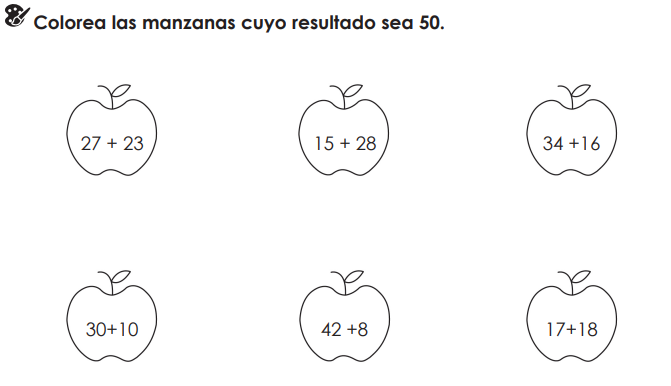 Colorea las manzanas cuyo resultado sea 50.
27 + 23
15 + 28
34 +16
30+10
42 +8
17+18